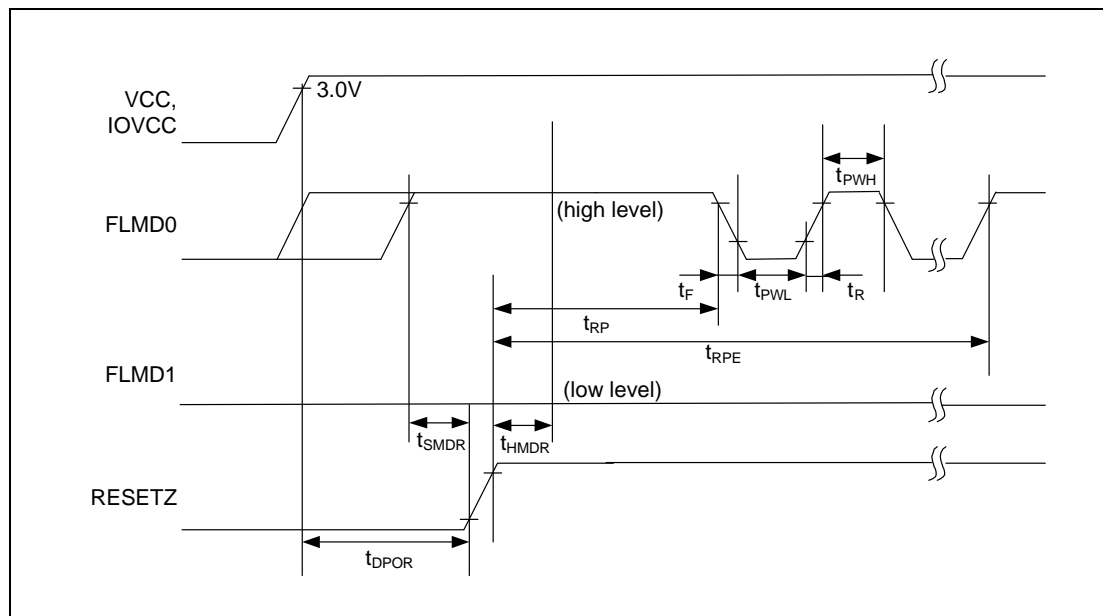 VCC,
IOVCC
3.0V
t_PWH
FLMD0
(high level)
t_F
t_PWL
t_R
t_RP
t_RPE
FLMD1
(low level)
t_SMDR
t_HMDR
RESETZ
t_DPOR